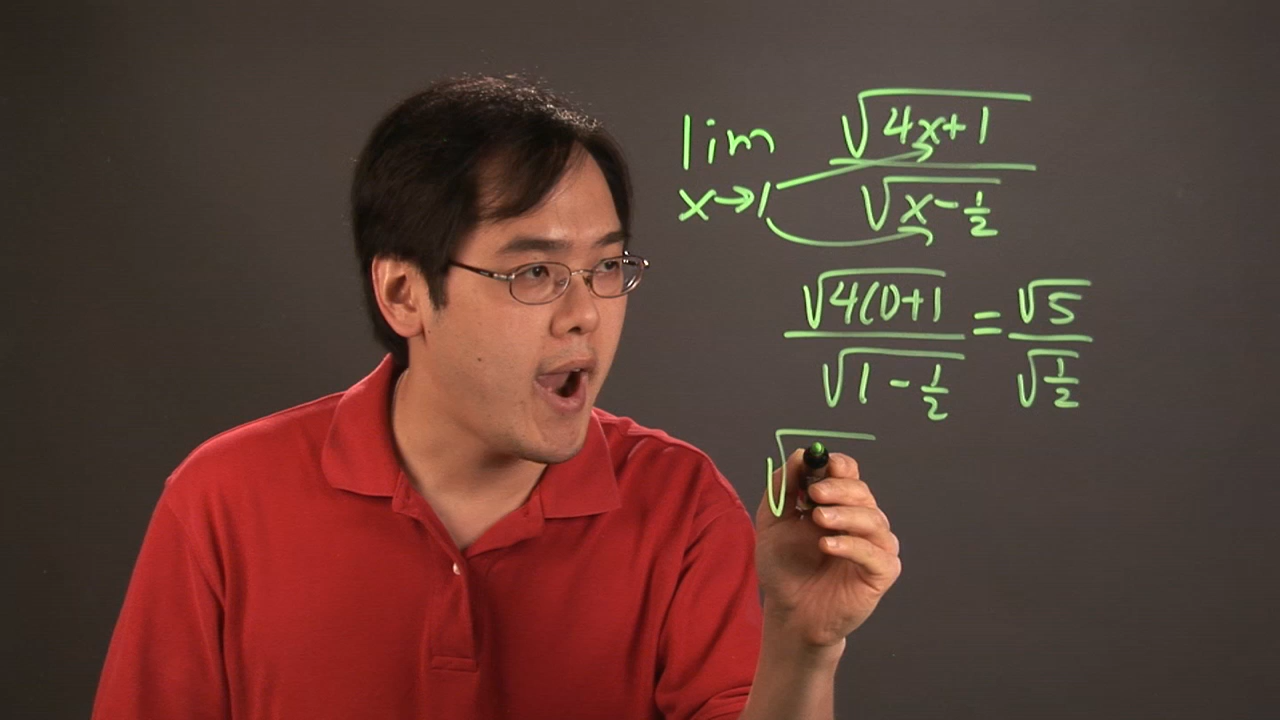 lim x→1 √(4x+1) / √(x-1/2)
√(4(1)+1) / √(1-1/2) = √5 / √(1/2)
√